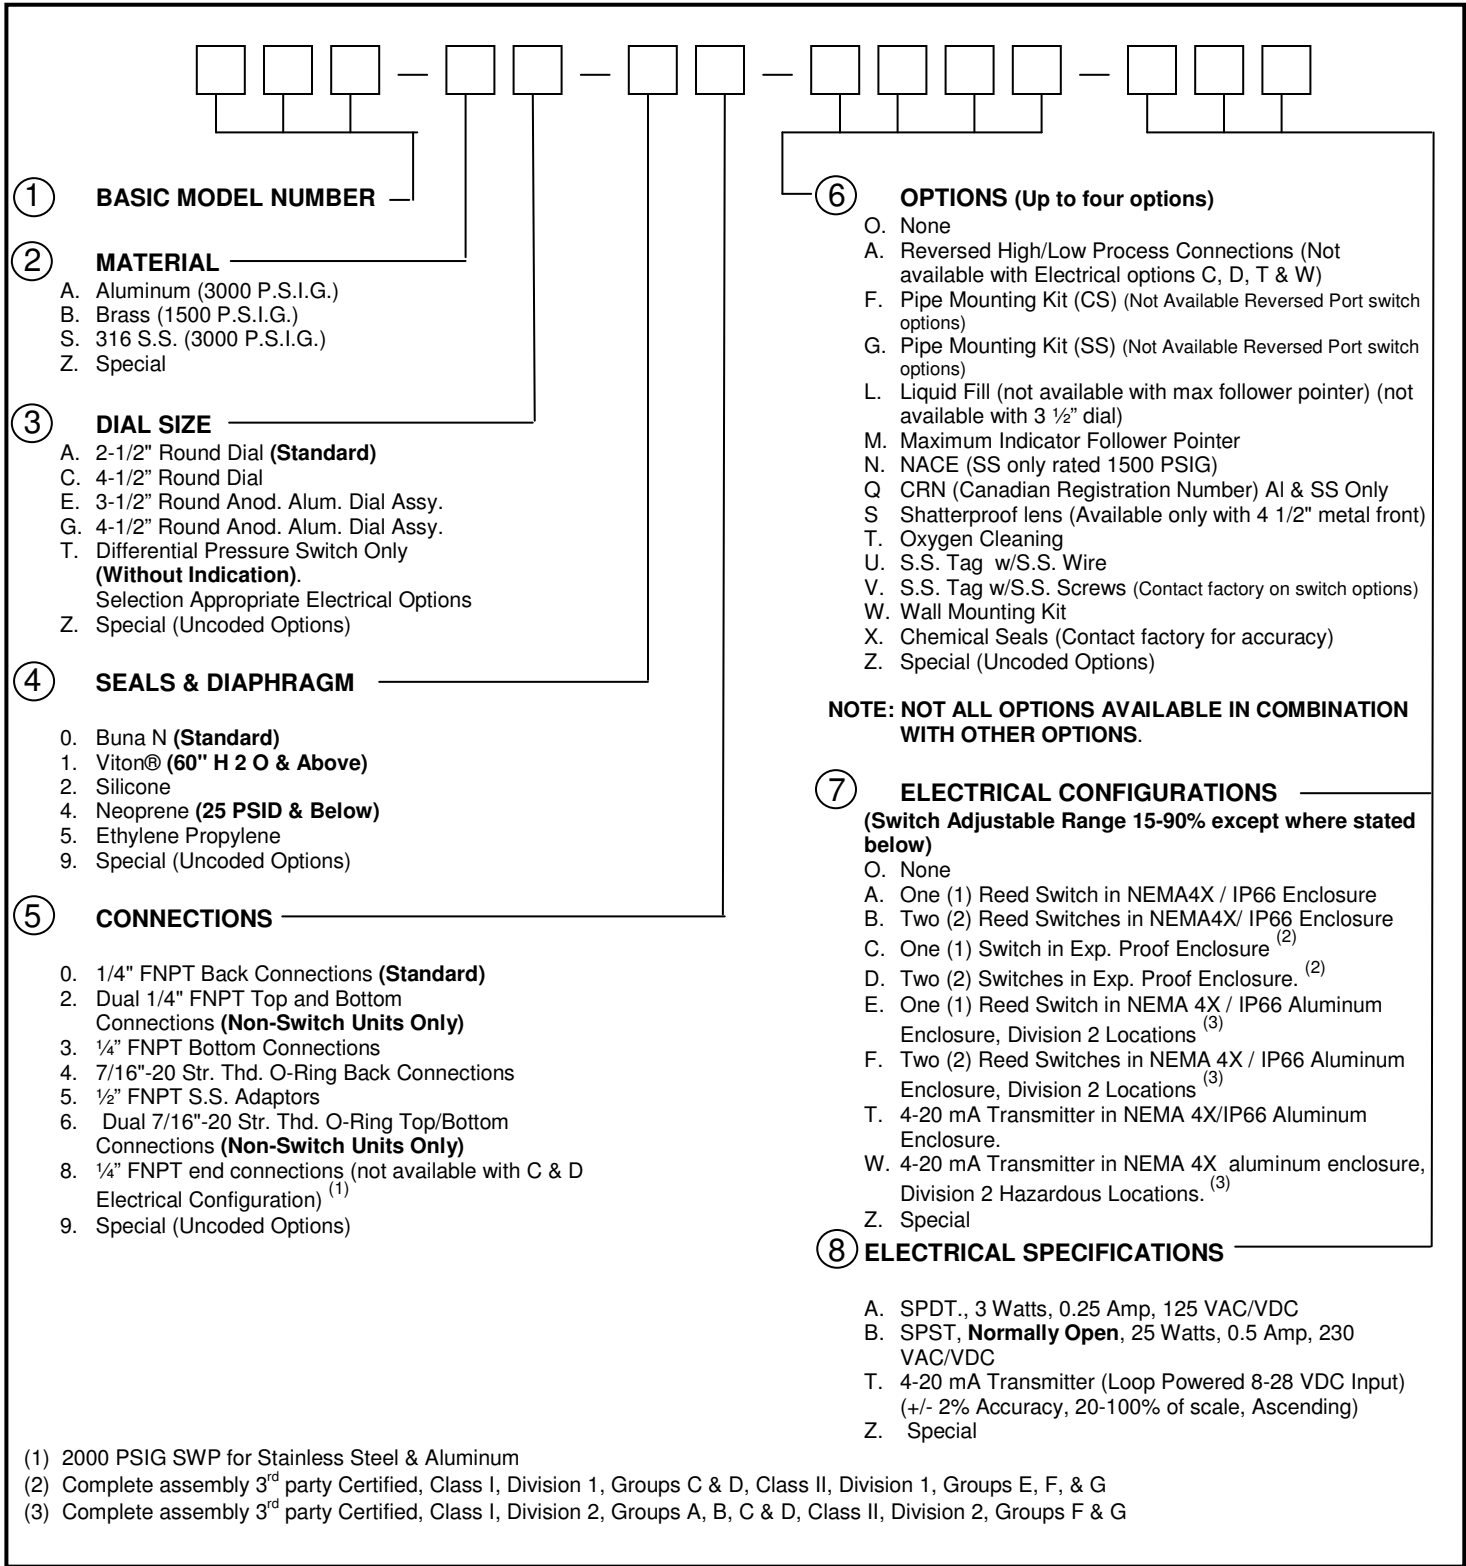 1 BASIC MODEL NUMBER
2 MATERIAL
A. Aluminum (3000 P.S.I.G.)
B. Brass (1500 P.S.I.G.)
S. 316 S.S. (3000 P.S.I.G.)
Z. Special
3 DIAL SIZE
A. 2-1/2" Round Dial (Standard)
C. 4-1/2” Round Dial
E. 3-1/2” Round Anod. Alum. Dial Assy.
G. 4-1/2” Round Anod. Alum. Dial Assy.
T. Differential Pressure Switch Only
(Without Indication).
Selection Appropriate Electrical Options
Z. Special (Uncoded Options)
4 SEALS & DIAPHRAGM
0. Buna N (Standard)
1. Viton® (60" H 2 O & Above)
2. Silicone
4. Neoprene (25 PSID & Below)
5. Ethylene Propylene
9. Special (Uncoded Options)
5 CONNECTIONS
0. 1/4" FNPT Back Connections (Standard)
2. Dual 1/4" FNPT Top and Bottom
Connections (Non-Switch Units Only)
3. ¼” FNPT Bottom Connections
4. 7/16"-20 Str. Thd. O-Ring Back Connections
5. ½” FNPT S.S. Adaptors
6. Dual 7/16"-20 Str. Thd. O-Ring Top/Bottom
Connections (Non-Switch Units Only)
8. ¼” FNPT end connections (not available with C & D
Electrical Configuration) (1)
9. Special (Uncoded Options)
6 OPTIONS (Up to four options)
O. None
A. Reversed High/Low Process Connections (Not
available with Electrical options C, D, T & W)
F. Pipe Mounting Kit (CS) (Not Available Reversed Port switch
options)
G. Pipe Mounting Kit (SS) (Not Available Reversed Port switch
options)
L. Liquid Fill (not available with max follower pointer) (not
available with 3 ½” dial)
M. Maximum Indicator Follower Pointer
N. NACE (SS only rated 1500 PSIG)
Q CRN (Canadian Registration Number) Al & SS Only
S Shatterproof lens (Available only with 4 1/2" metal front)
T. Oxygen Cleaning
U. S.S. Tag w/S.S. Wire
V. S.S. Tag w/S.S. Screws (Contact factory on switch options)
W. Wall Mounting Kit
X. Chemical Seals (Contact factory for accuracy)
Z. Special (Uncoded Options)
NOTE: NOT ALL OPTIONS AVAILABLE IN COMBINATION
WITH OTHER OPTIONS.
7 ELECTRICAL CONFIGURATIONS
(Switch Adjustable Range 15-90% except where stated
below)
O. None
A. One (1) Reed Switch in NEMA4X / IP66 Enclosure
B. Two (2) Reed Switches in NEMA4X/ IP66 Enclosure
C. One (1) Switch in Exp. Proof Enclosure (2)
D. Two (2) Switches in Exp. Proof Enclosure. (2)
E. One (1) Reed Switch in NEMA 4X / IP66 Aluminum
Enclosure, Division 2 Locations (3)
F. Two (2) Reed Switches in NEMA 4X / IP66 Aluminum
Enclosure, Division 2 Locations (3)
T. 4-20 mA Transmitter in NEMA 4X/IP66 Aluminum
Enclosure.
W. 4-20 mA Transmitter in NEMA 4X aluminum enclosure,
Division 2 Hazardous Locations. (3)
Z. Special
8 ELECTRICAL SPECIFICATIONS
A. SPDT., 3 Watts, 0.25 Amp, 125 VAC/VDC
B. SPST, Normally Open, 25 Watts, 0.5 Amp, 230
VAC/VDC
T. 4-20 mA Transmitter (Loop Powered 8-28 VDC Input)
(+/- 2% Accuracy, 20-100% of scale, Ascending)
Z. Special
(1) 2000 PSIG SWP for Stainless Steel & Aluminum
(2) Complete assembly 3rd party Certified, Class I, Division 1, Groups C & D, Class II, Division 1, Groups E, F, & G
(3) Complete assembly 3rd party Certified, Class I, Division 2, Groups A, B, C & D, Class II, Division 2, Groups F & G